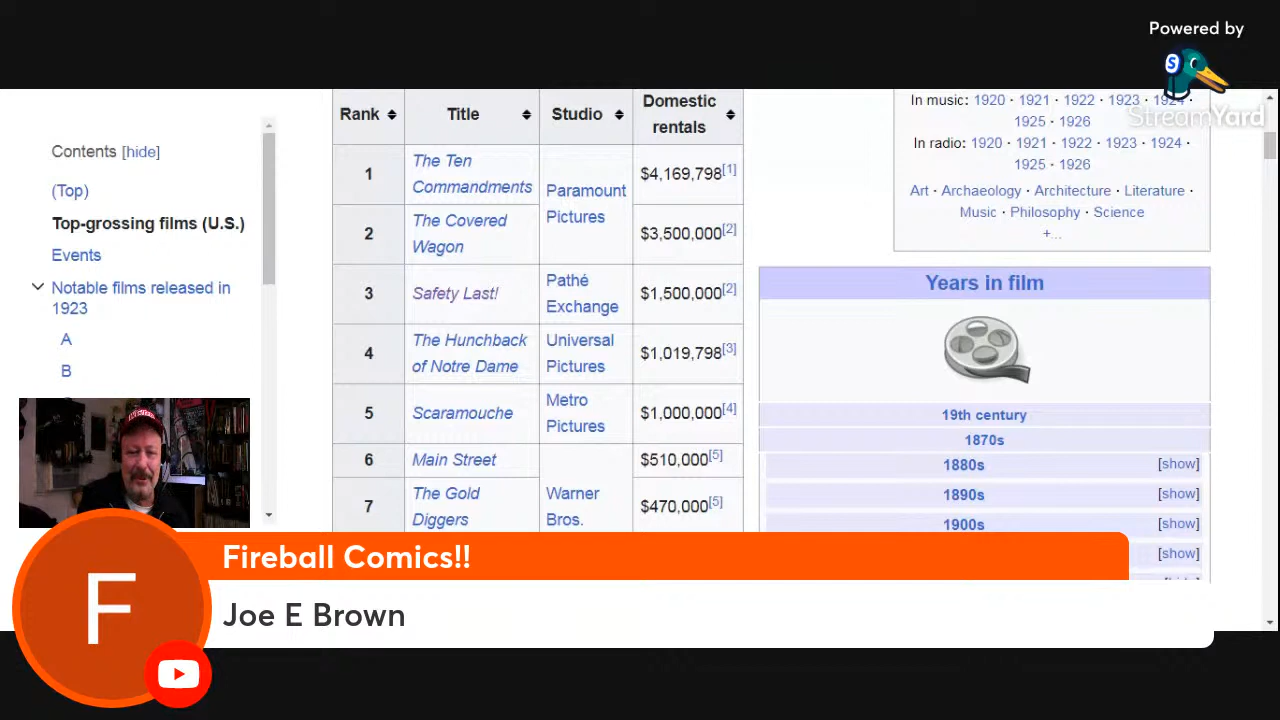 Powered by
StreamYard
Contents [hide]
(Top)
Top-grossing films (U.S.)
Events
Notable films released in
1923
A
B
Rank
Title
Studio
Domestic
rentals
1
The Ten
Commandments
Paramount
Pictures
$4,169,798[1]
2
The Covered
Wagon
$3,500,000[2]
3
Safety Last!
Pathé
Exchange
$1,500,000[2]
4
The Hunchback
of Notre Dame
Universal
Pictures
$1,019,798[3]
5
Scaramouche
Metro
Pictures
$1,000,000[4]
6
Main Street
$510,000[5]
7
The Gold
Diggers
Warner
Bros.
$470,000[5]
In music: 1920 · 1921 · 1922 · 1923 · 1924 ·
1925 · 1926
In radio: 1920 · 1921 · 1922 · 1923 · 1924 ·
1925 · 1926
Art · Archaeology · Architecture · Literature ·
Music · Philosophy · Science
+...
Years in film
19th century
1870s
1880s [show]
1890s [show]
1900s [show]
[show]
F
Fireball Comics!!
Joe E Brown